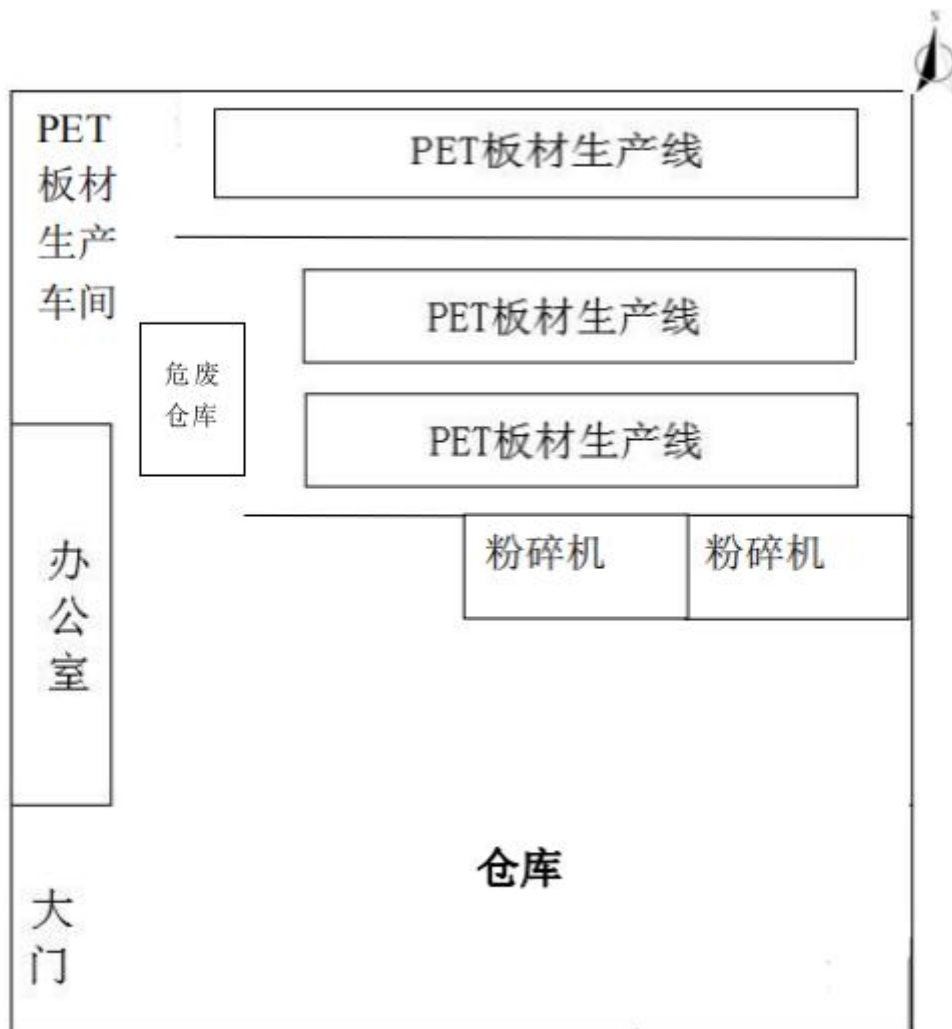 N
PET
板材
生产
车间
PET板材生产线
PET板材生产线
危废
仓库
PET板材生产线
粉碎机
粉碎机
办
公
室
仓库
大
门